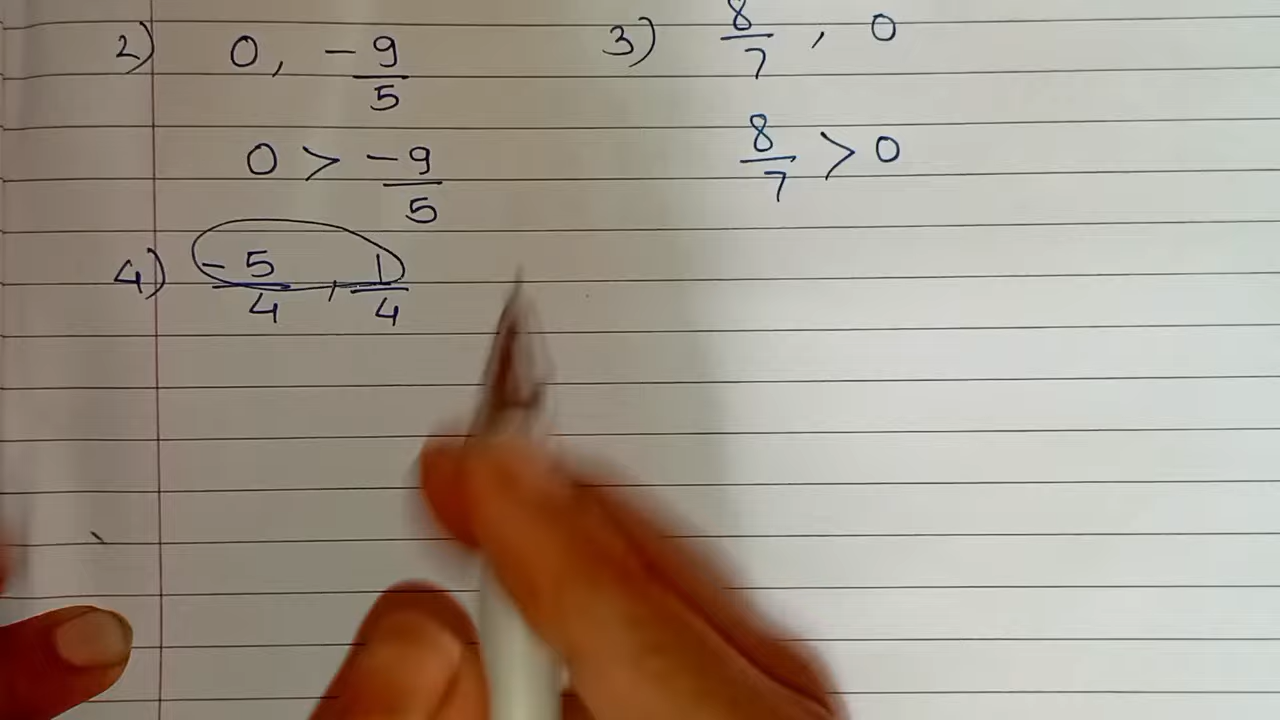 2) 0, -9/5
3) 8/7, 0
0 > -9/5
8/7 > 0
4) -5/4, 1/4